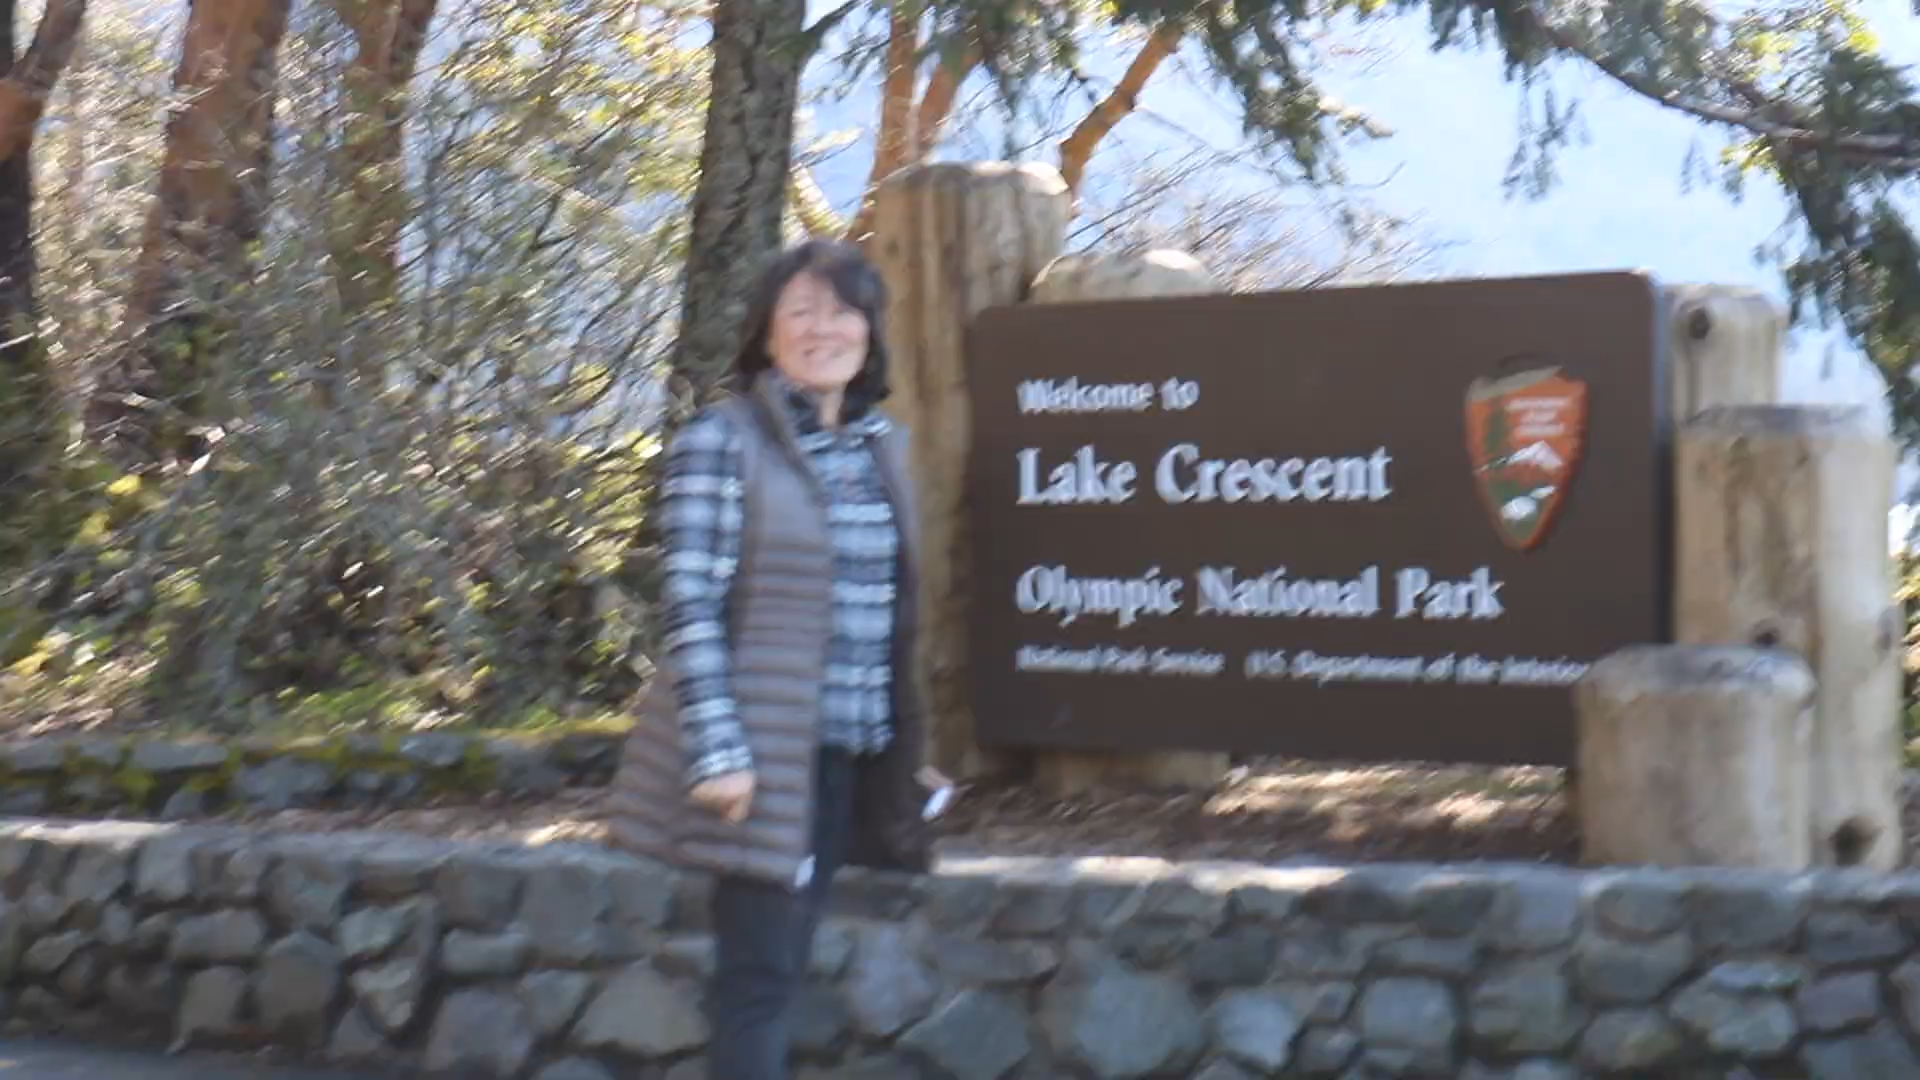 Welcome to
Lake Crescent
Olympic National Park
National Park Service U.S. Department of the Interior